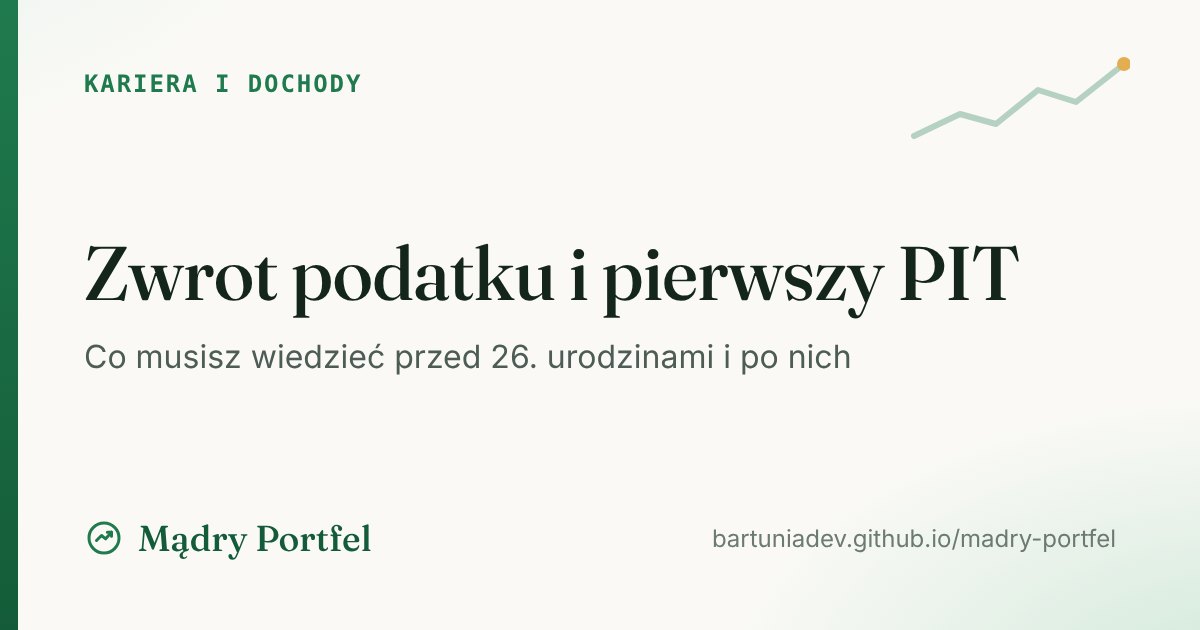 KARIERA I DOCHODY
Zwrot podatku i pierwszy PIT
Co musisz wiedzieć przed 26. urodzinami i po nich
Mądry Portfel
bartuniadev.github.io/madry-portfel